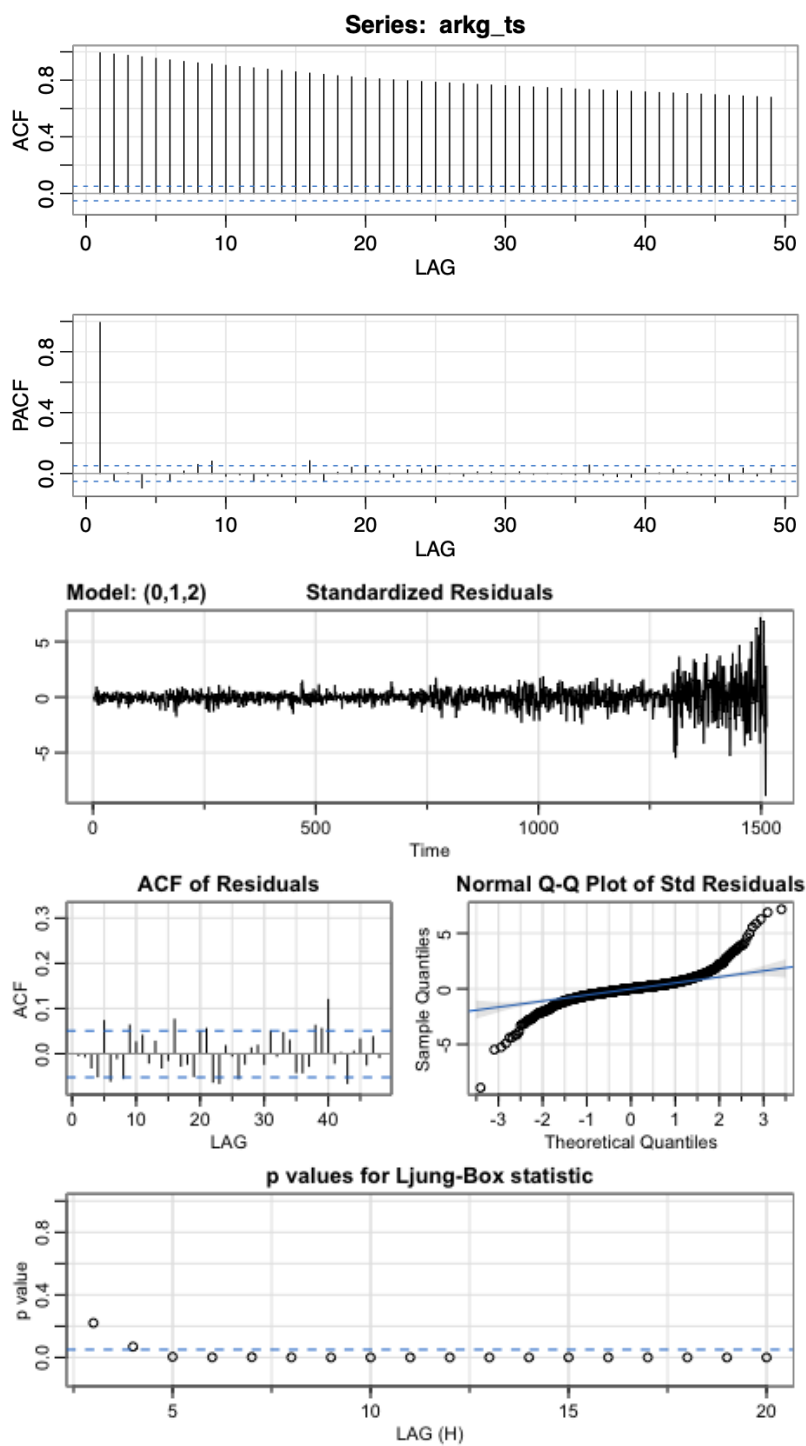 Series: arkg_ts
ACF
0.0 0.4 0.8
0 10 20 30 40 50
LAG
PACF
0.0 0.4 0.8
0 10 20 30 40 50
LAG
Model: (0,1,2) Standardized Residuals
-5 0 5
0 500 1000 1500
Time
ACF of Residuals
ACF
0.0 0.1 0.2 0.3
0 10 20 30 40
LAG
Normal Q-Q Plot of Std Residuals
Sample Quantiles
-5 0 5
-3 -2 -1 0 1 2 3
Theoretical Quantiles
p values for Ljung-Box statistic
p value
0.0 0.4 0.8
5 10 15 20
LAG (H)